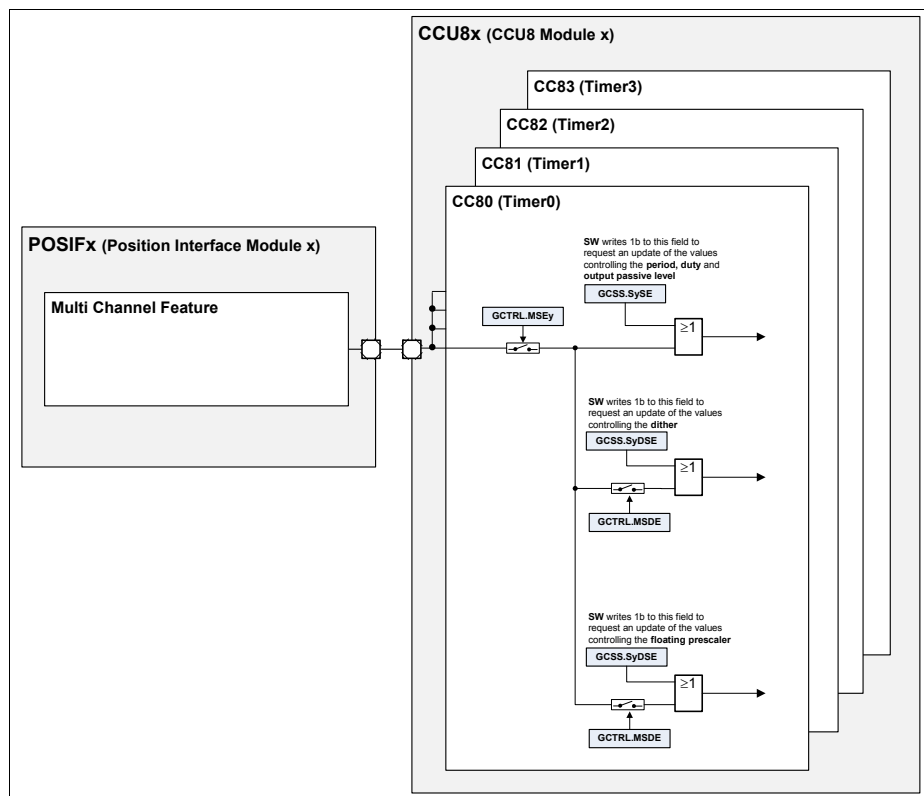 CCU8x (CCU8 Module x)
CC83 (Timer3)
CC82 (Timer2)
CC81 (Timer1)
CC80 (Timer0)
POSIFx (Position Interface Module x)
Multi Channel Feature
GCTRL.MSEy
SW writes 1b to this field to
request an update of the values
controlling the period, duty and
output passive level
GCSS.SySE
≥1
SW writes 1b to this field to
request an update of the values
controlling the dither
GCSS.SyDSE
≥1
GCTRL.MSDE
SW writes 1b to this field to
request an update of the values
controlling the floating prescaler
GCSS.SyDSE
≥1
GCTRL.MSDE